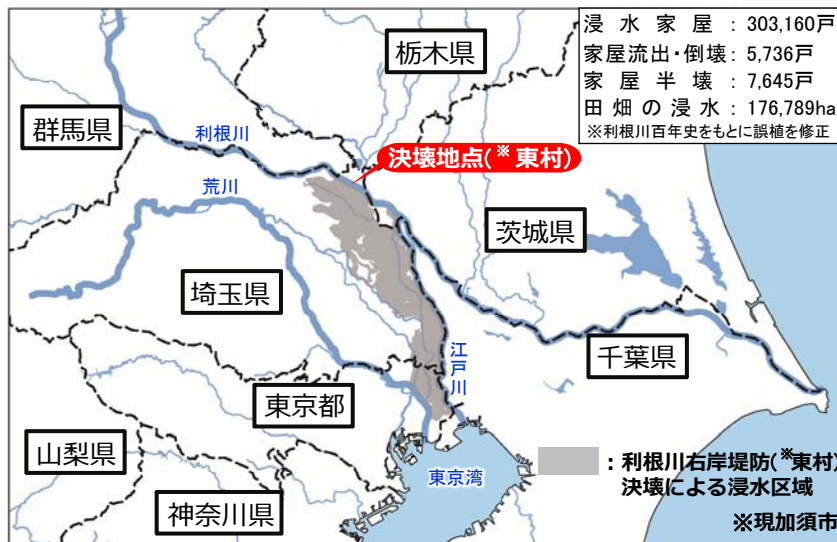 浸水家屋：303,160戸
家屋流出・倒壊：5,736戸
家屋半壊：7,645戸
田畑の浸水：176,789ha
※利根川百年史をもとに誤植を修正
栃木県
群馬県
利根川
決壊地点(※東村)
荒川
茨城県
埼玉県
江戸川
千葉県
東京都
山梨県
東京湾
神奈川県
：利根川右岸堤防(※東村)
決壊による浸水区域
※現加須市